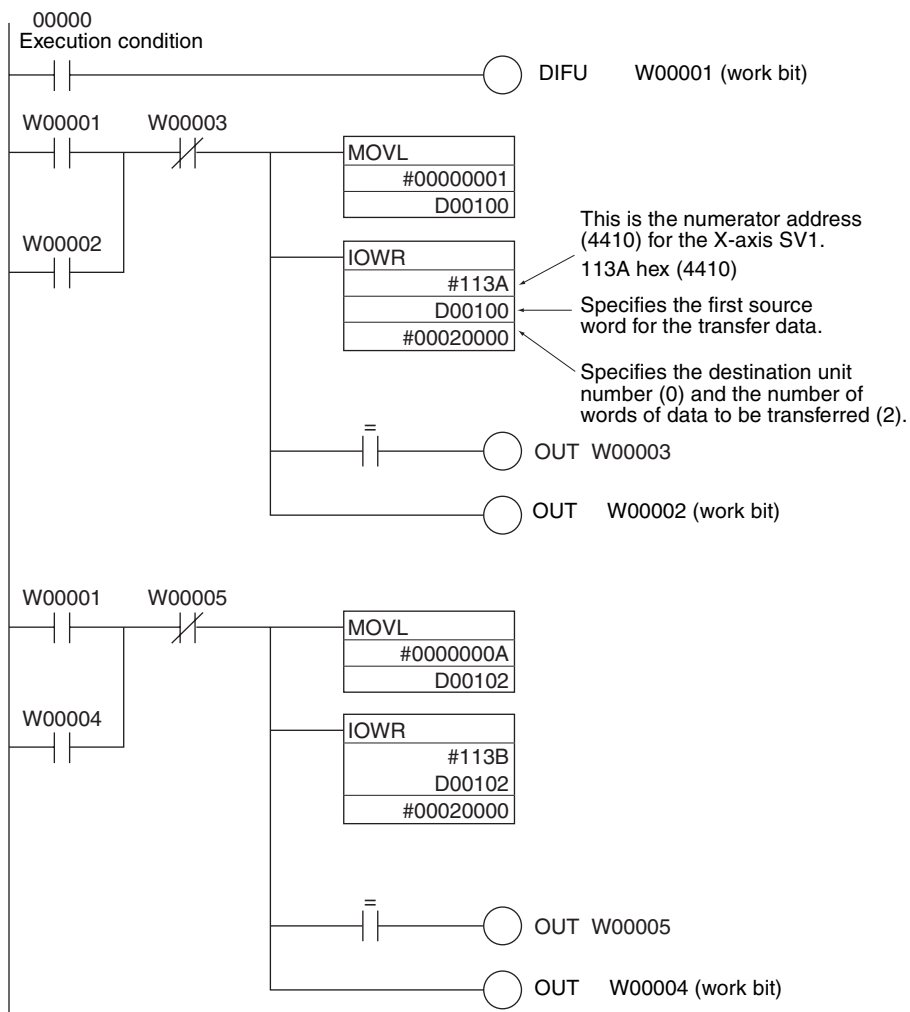 00000
Execution condition
DIFU W00001 (work bit)
W00001 W00003
MOVL
#00000001
D00100
W00002
IOWR
#113A
D00100
#00020000
This is the numerator address
(4410) for the X-axis SV1.
113A hex (4410)
Specifies the first source
word for the transfer data.
Specifies the destination unit
number (0) and the number of
words of data to be transferred (2).
=
OUT W00003
OUT W00002 (work bit)
W00001 W00005
MOVL
#0000000A
D00102
W00004
IOWR
#113B
D00102
#00020000
=
OUT W00005
OUT W00004 (work bit)